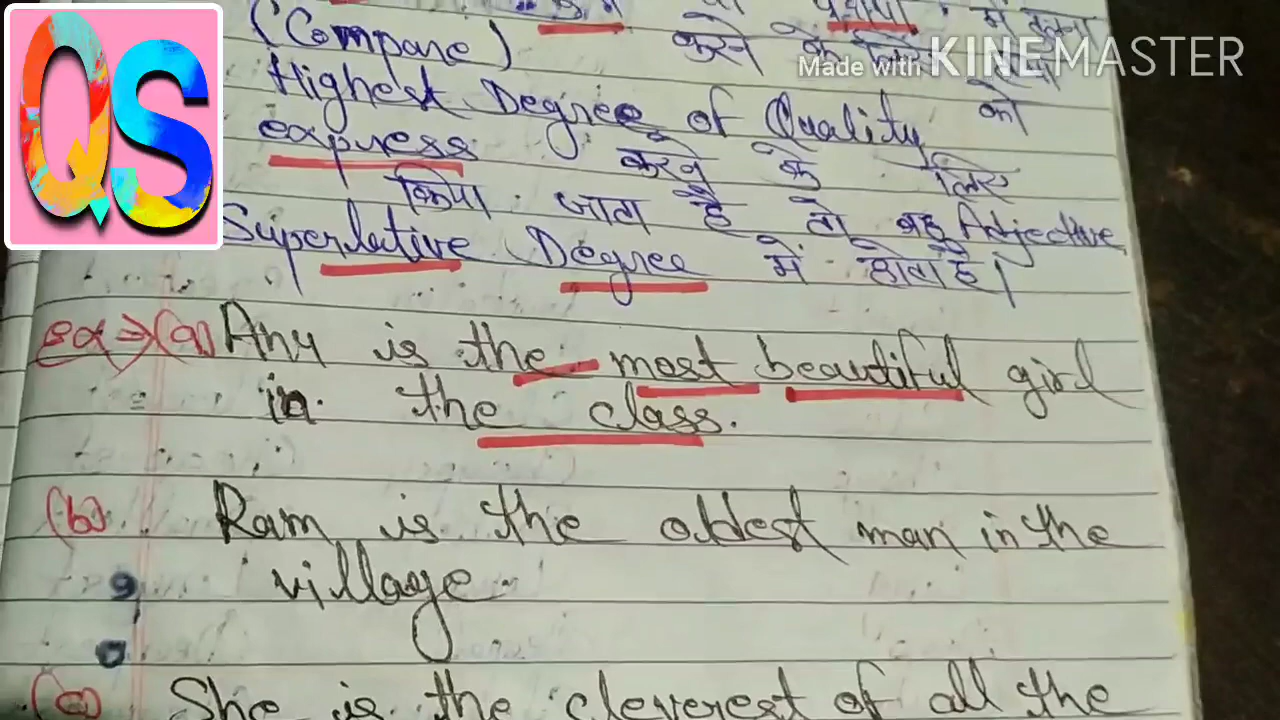 QS
Made with KINEMASTER
(Compare) करने के लिए
Highest Degree of Quality को
express करने के लिए
किया जाता है तो वह Adjective
Superlative Degree में होता है।
ex ⇒ (a) Any is the most beautiful girl
in the class.
(b) Ram is the oldest man in the
village.
(c) She is the cleverest of all the